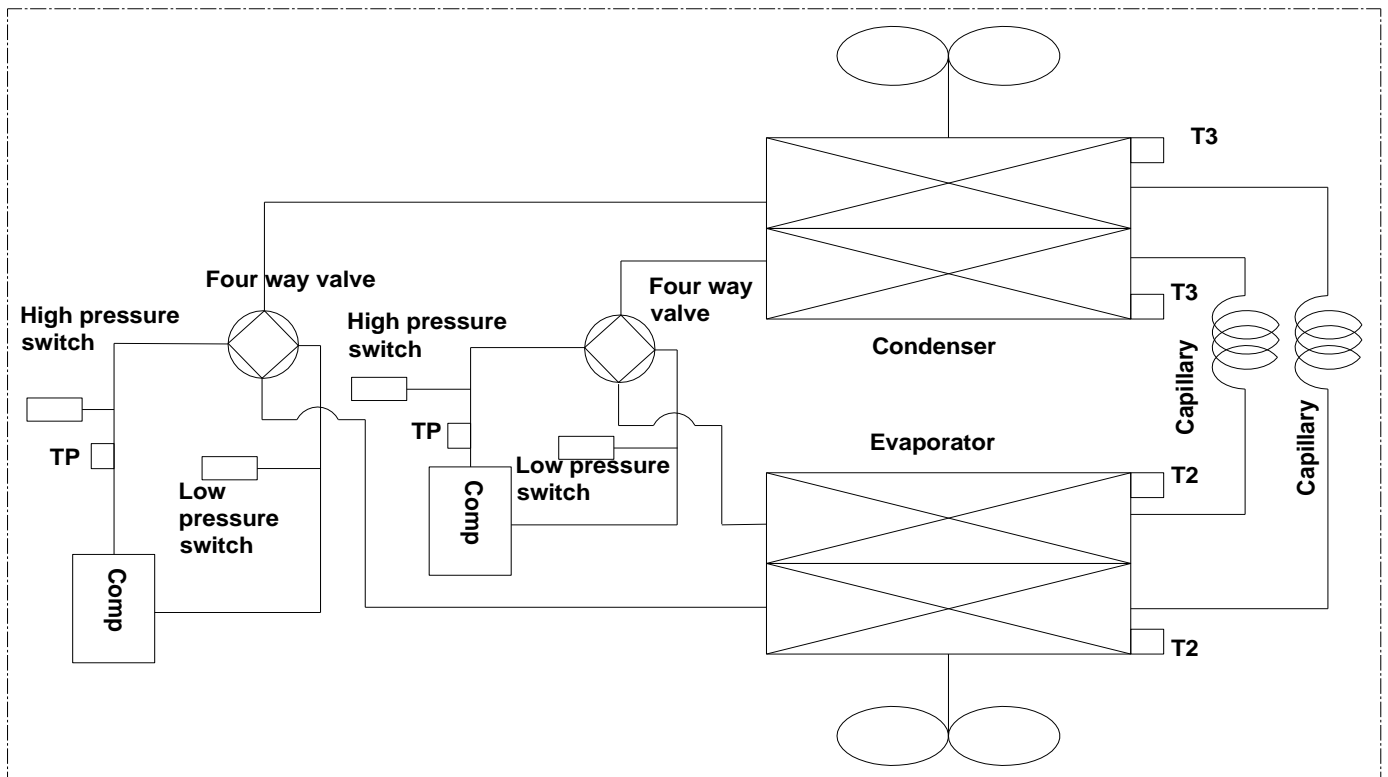 T3
Four way valve
Four way
valve
High pressure
switch
High pressure
switch
T3
Condenser
Capillary
Capillary
TP
TP
Evaporator
Low pressure
switch
T2
Low
pressure
switch
Comp
Comp
T2